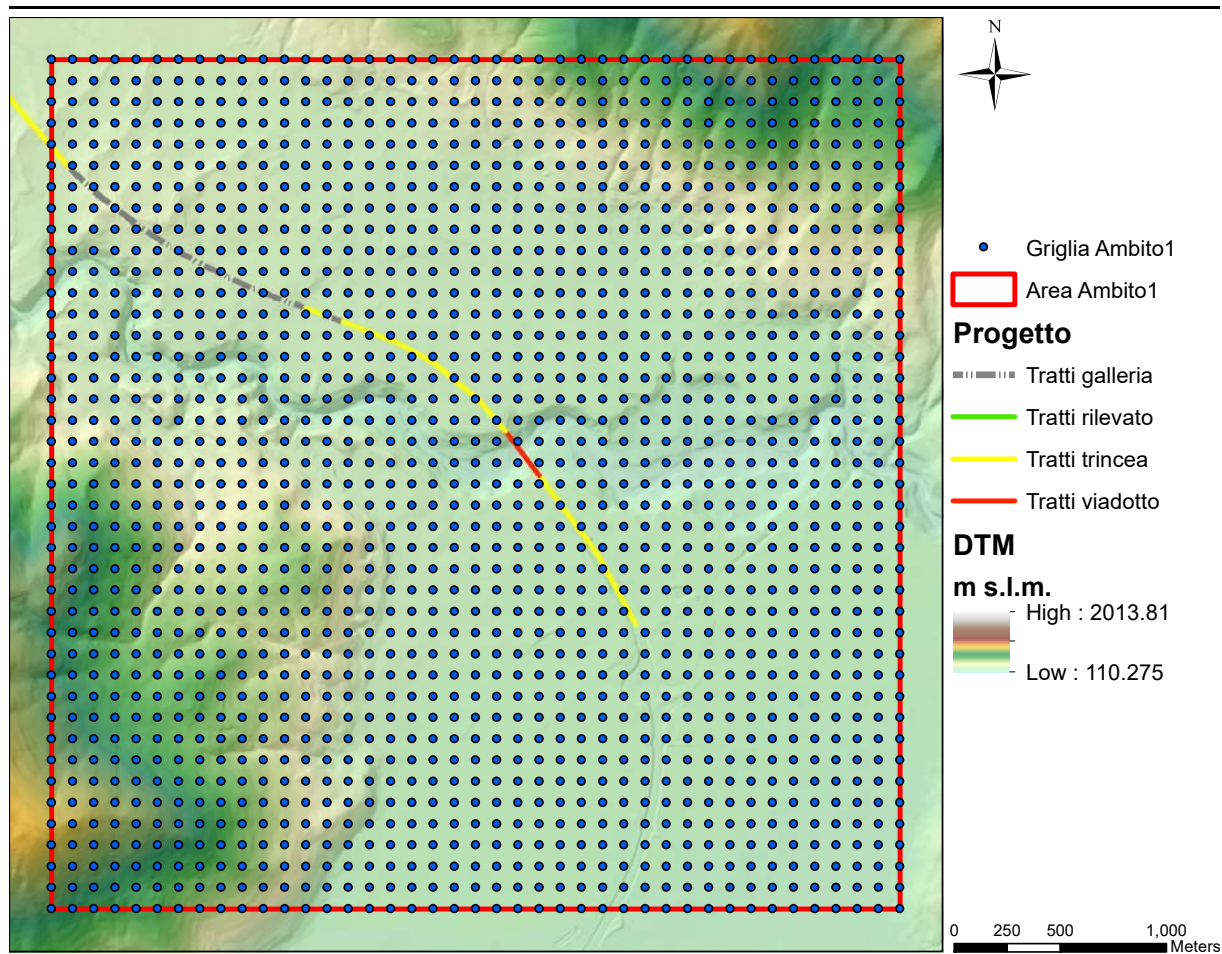 N
Griglia Ambito1
Area Ambito1
Progetto
Tratti galleria
Tratti rilevato
Tratti trincea
Tratti viadotto
DTM
m s.l.m.
High : 2013.81
Low : 110.275
0 250 500 1,000
Meters